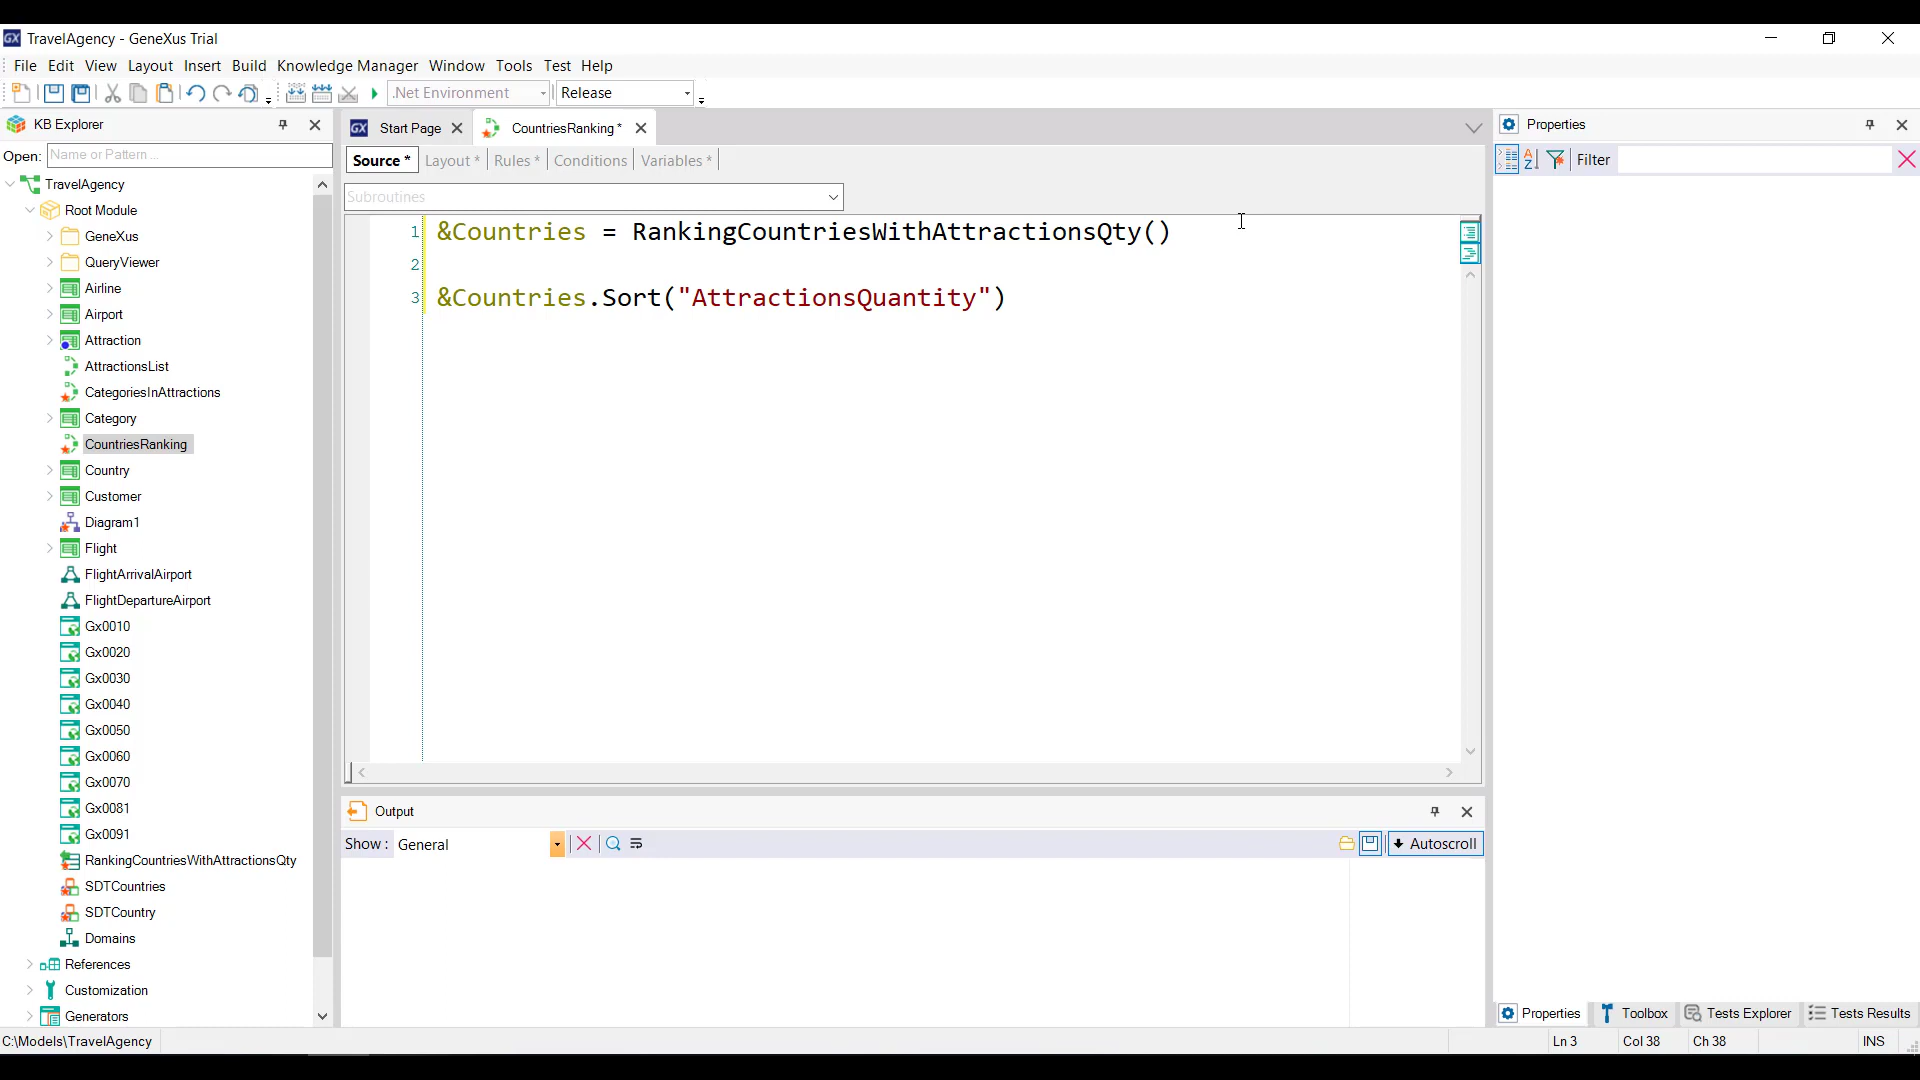 TravelAgency - GeneXus Trial
File Edit View Layout Insert Build Knowledge Manager Window Tools Test Help
.Net Environment Release
KB Explorer
Open: Name or Pattern ...
TravelAgency
Root Module
GeneXus
QueryViewer
Airline
Airport
Attraction
AttractionsList
CategoriesInAttractions
Category
CountriesRanking
Country
Customer
Diagram1
Flight
FlightArrivalAirport
FlightDepartureAirport
Gx0010
Gx0020
Gx0030
Gx0040
Gx0050
Gx0060
Gx0070
Gx0081
Gx0091
RankingCountriesWithAttractionsQty
SDTCountries
SDTCountry
Domains
References
Customization
Generators
GX Start Page CountriesRanking *
Source * Layout * Rules * Conditions Variables *
Subroutines
1 &Countries = RankingCountriesWithAttractionsQty()
2
3 &Countries.Sort("AttractionsQuantity")
Output
Show : General Autoscroll
Properties
Filter
Properties Toolbox Tests Explorer Tests Results
C:\Models\TravelAgency Ln 3 Col 38 Ch 38 INS